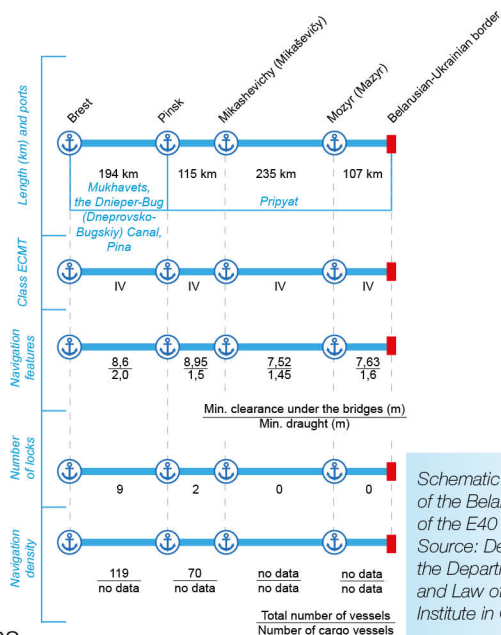 Brest
Pinsk
Mikashevichy (Mikaševičy)
Mozyr (Mazyr)
Belarusian-Ukrainian border
Length (km) and ports
194 km
115 km
235 km
107 km
Mukhavets,
the Dnieper-Bug
(Dneprovsko-
Bugskiy) Canal,
Pina
Pripyat
Class ECMT
IV
IV
IV
IV
Navigation
features
8,6
2,0
8,95
1,5
7,52
1,45
7,63
1,6
Min. clearance under the bridges (m)
Min. draught (m)
Number
of locks
9
2
0
0
Navigation
density
119
no data
70
no data
no data
no data
no data
no data
Total number of vessels
Number of cargo vessels
Schematic
of the
of the E40
Source:
the
and Law of
Institute in